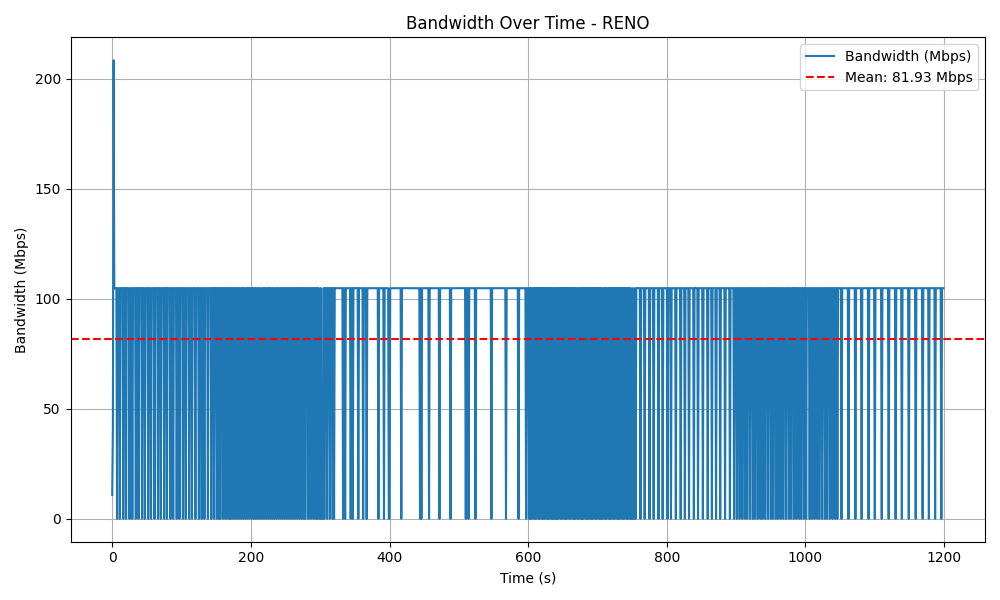 Bandwidth Over Time - RENO
Bandwidth (Mbps)
Mean: 81.93 Mbps
Bandwidth (Mbps)
200
150
100
50
0
0 200 400 600 800 1000 1200
Time (s)